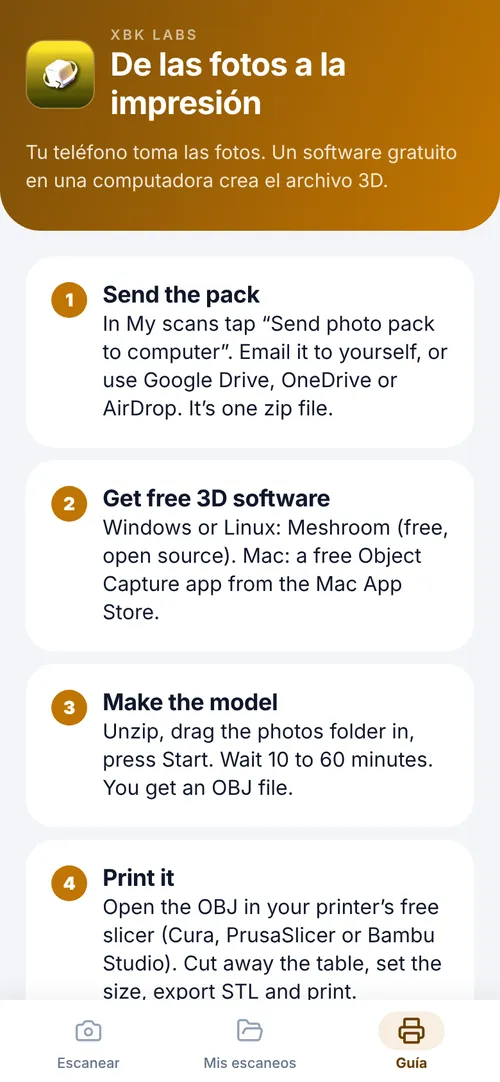 XBK LABS
De las fotos a la
impresión
Tu teléfono toma las fotos. Un software gratuito
en una computadora crea el archivo 3D.
1
Send the pack
In My scans tap “Send photo pack
to computer”. Email it to yourself, or
use Google Drive, OneDrive or
AirDrop. It’s one zip file.
2
Get free 3D software
Windows or Linux: Meshroom (free,
open source). Mac: a free Object
Capture app from the Mac App
Store.
3
Make the model
Unzip, drag the photos folder in,
press Start. Wait 10 to 60 minutes.
You get an OBJ file.
4
Print it
Open the OBJ in your printer’s free
slicer (Cura, PrusaSlicer or Bambu
Studio). Cut away the table, set the
size, export STL and print.
Escanear
Mis escaneos
Guía